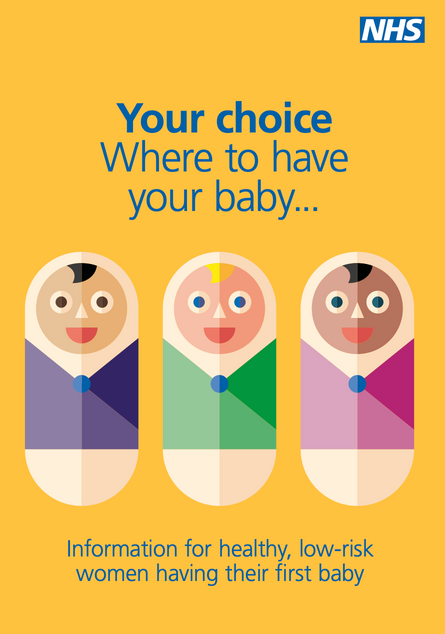 NHS
Your choice
Where to have
your baby...
Information for healthy, low-risk
women having their first baby